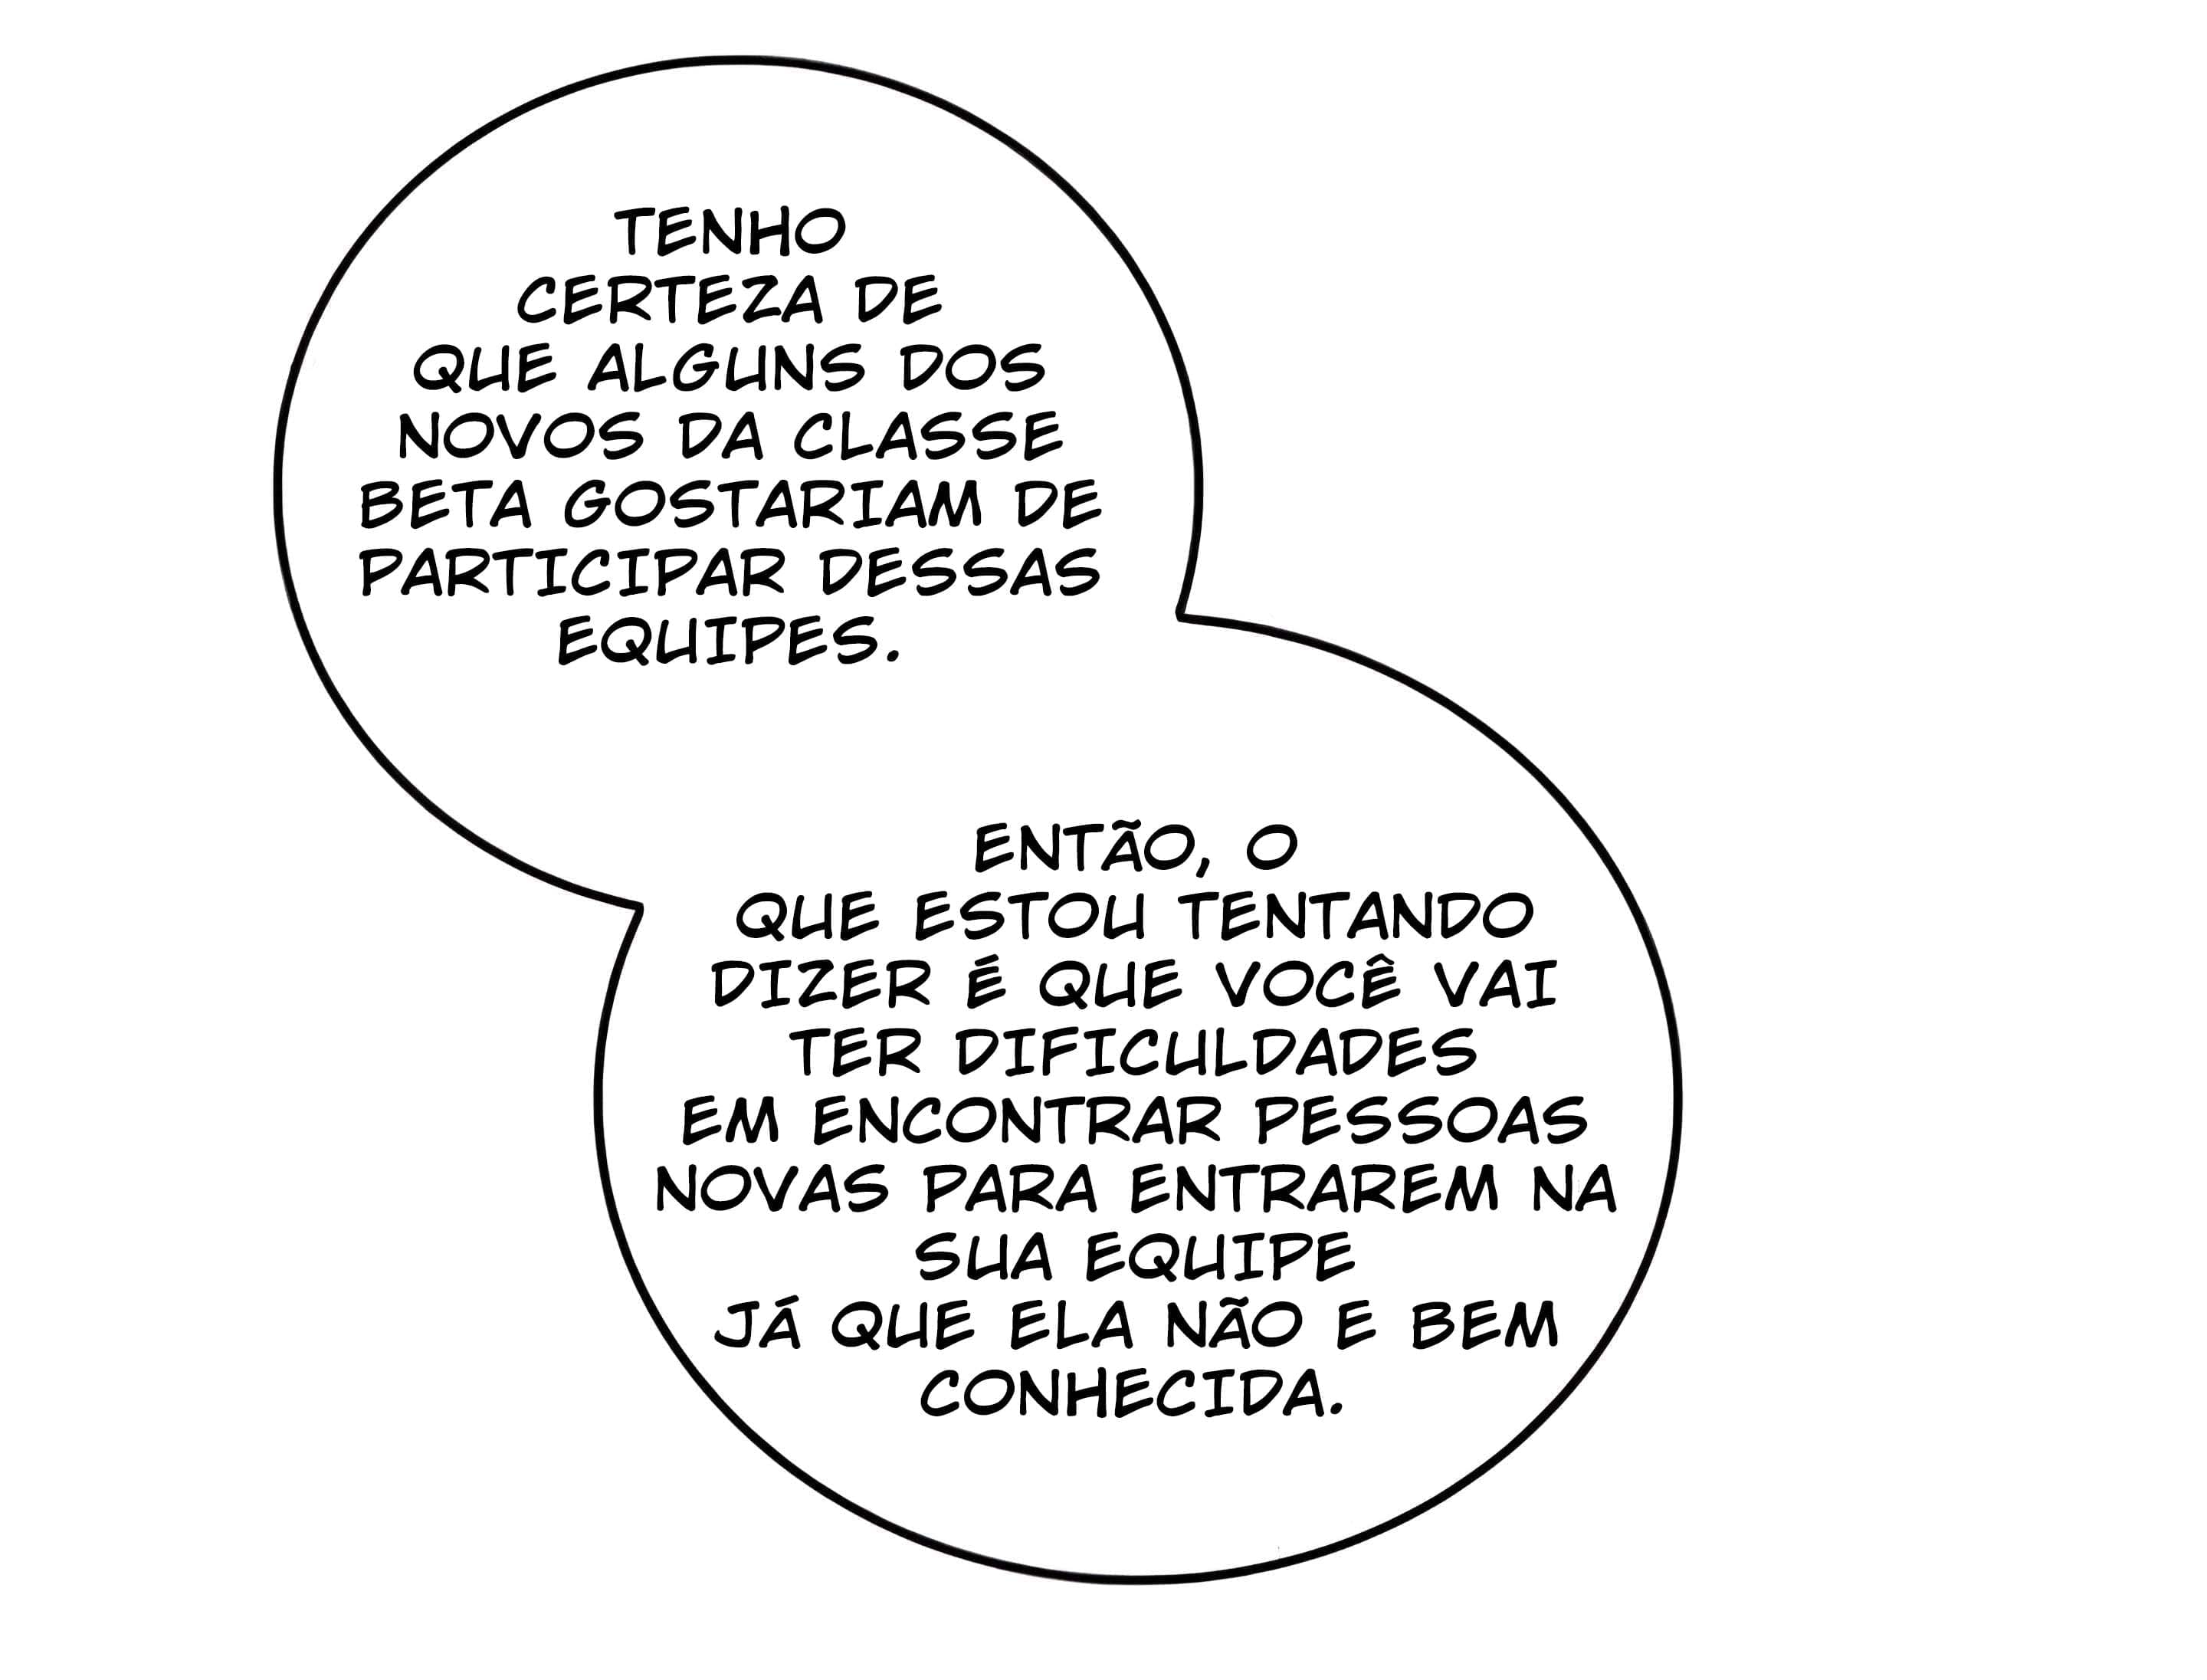 TENHO
CERTEZA DE
QUE ALGUNS DOS
NOVOS DA CLASSE
BETA GOSTARIAM DE
PARTICIPAR DESSAS
EQUIPES.
ENTÃO, O
QUE ESTOU TENTANDO
DIZER É QUE VOCÊ VAI
TER DIFICULDADES
EM ENCONTRAR PESSOAS
NOVAS PARA ENTRAREM NA
SUA EQUIPE
JÁ QUE ELA NÃO E BEM
CONHECIDA.